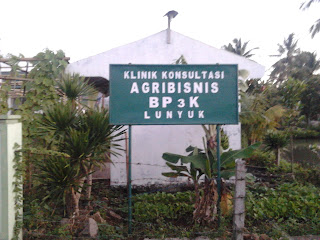 KLINIK KONSULTASI
AGRIBISNIS
BP3K
LUNYUK